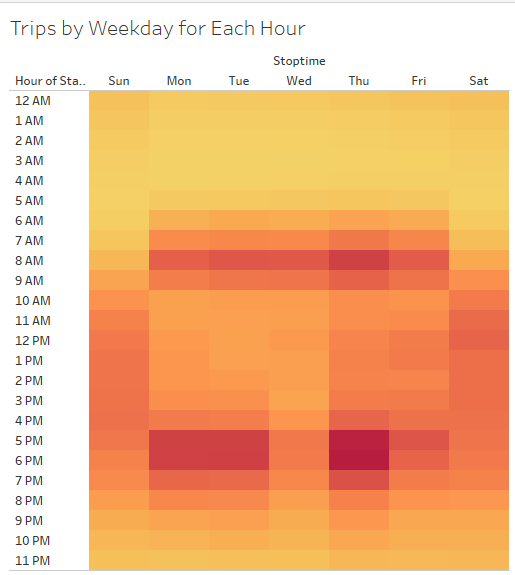 Trips by Weekday for Each Hour
Stoptime
Hour of Sta.. Sun Mon Tue Wed Thu Fri Sat
12 AM
1 AM
2 AM
3 AM
4 AM
5 AM
6 AM
7 AM
8 AM
9 AM
10 AM
11 AM
12 PM
1 PM
2 PM
3 PM
4 PM
5 PM
6 PM
7 PM
8 PM
9 PM
10 PM
11 PM